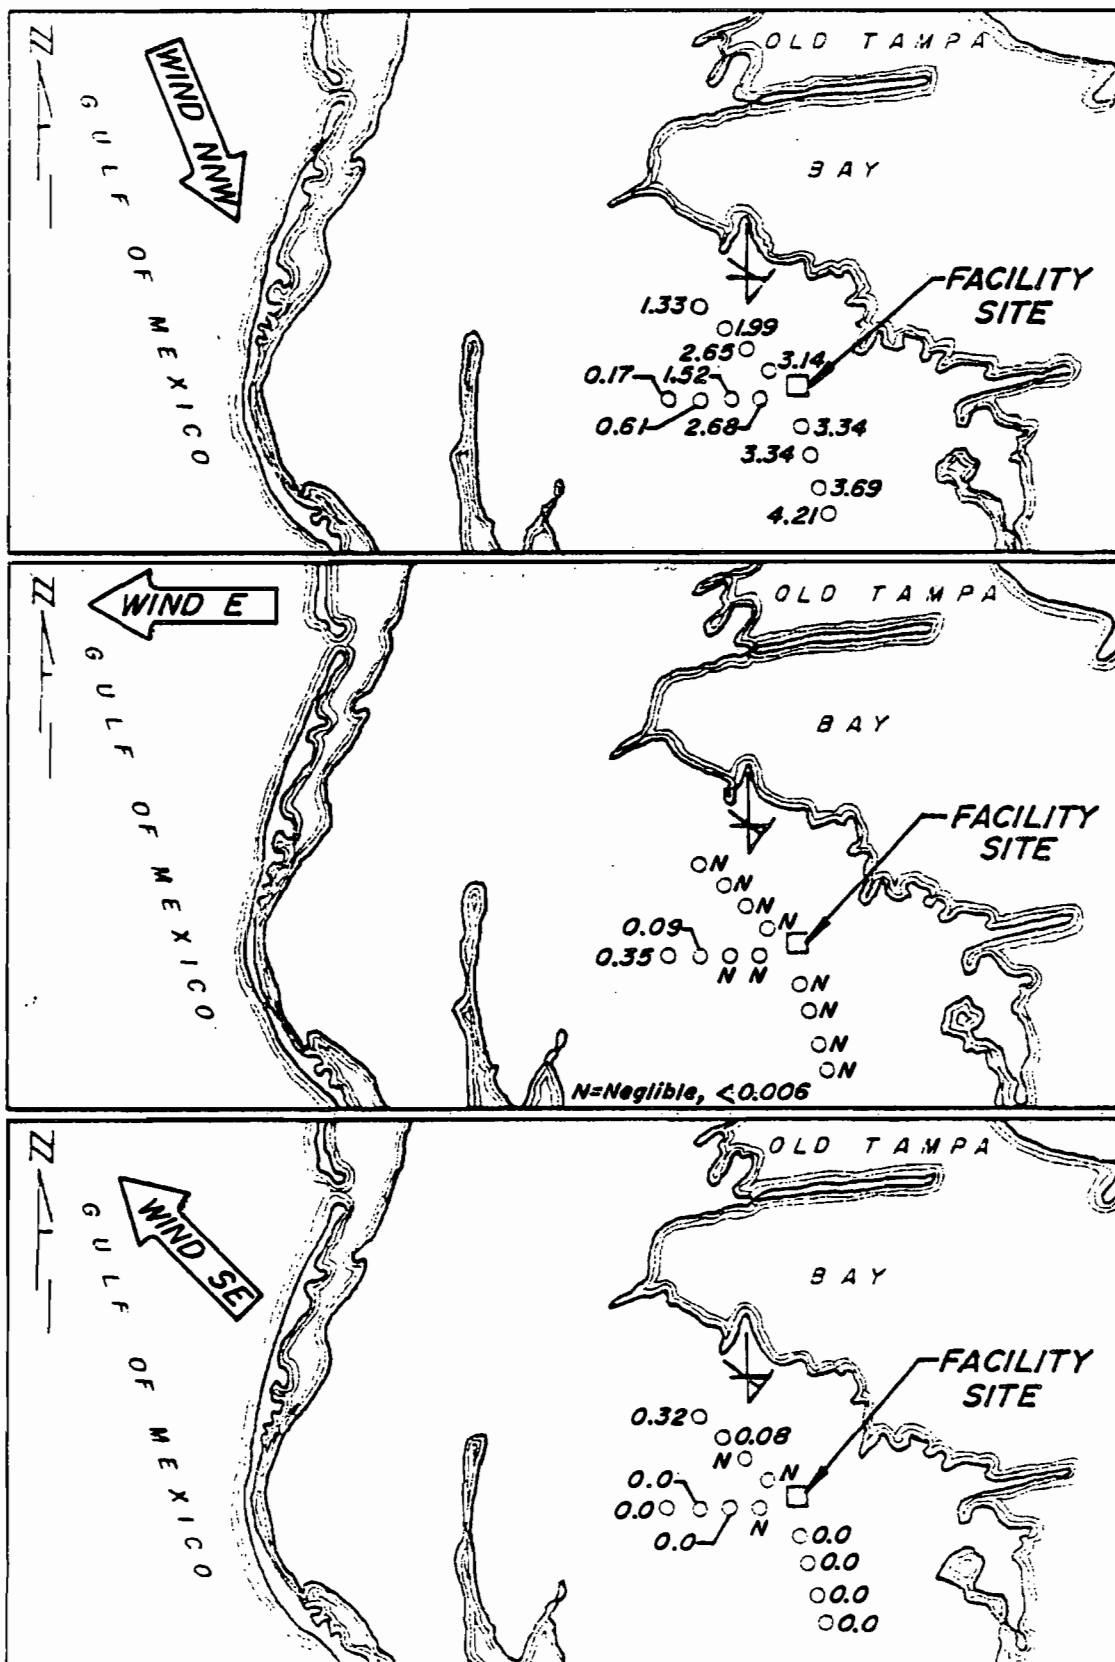 WIND NNW
GULF OF MEXICO
OLD TAMPA
BAY
FACILITY
SITE
1.33
1.99
2.65
3.14
0.17
1.52
0.61
2.68
3.34
3.34
3.69
4.21
WIND E
GULF OF MEXICO
OLD TAMPA
BAY
FACILITY
SITE
N
N
N
N
0.09
0.35
N N
N
N
N
N
N=Neglible, <0.006
WIND SE
GULF OF MEXICO
OLD TAMPA
BAY
FACILITY
SITE
0.32
0.08
N
N
0.0
0.0
0.0
N
0.0
0.0
0.0
0.0